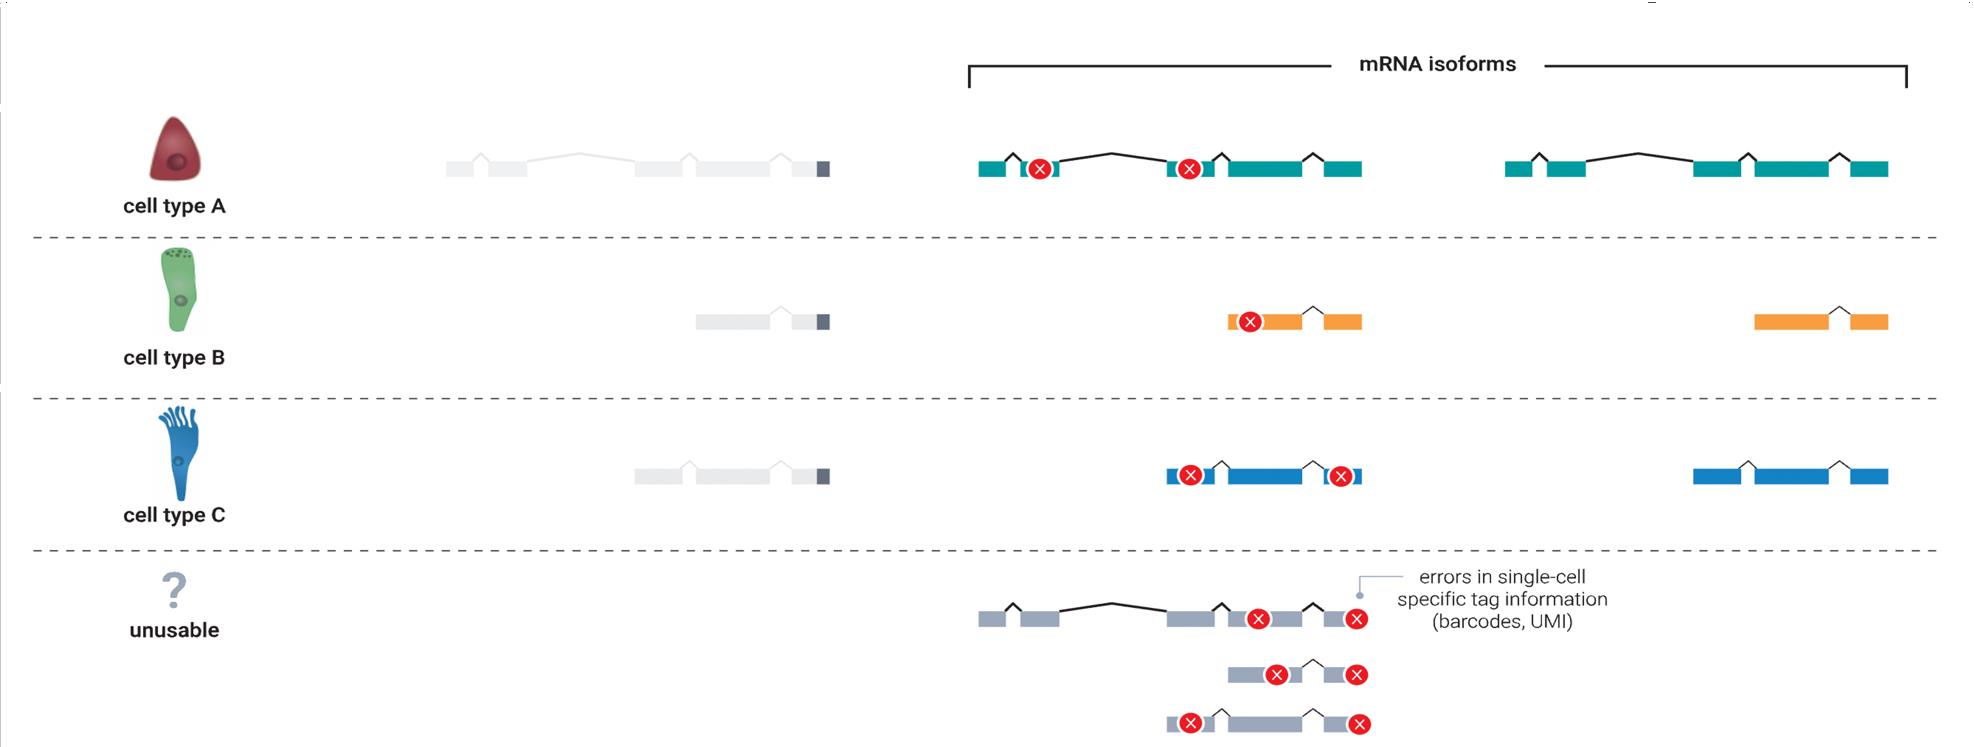 mRNA isoforms
cell type A
cell type B
cell type C
?
unusable
errors in single-cell
specific tag information
(barcodes, UMI)